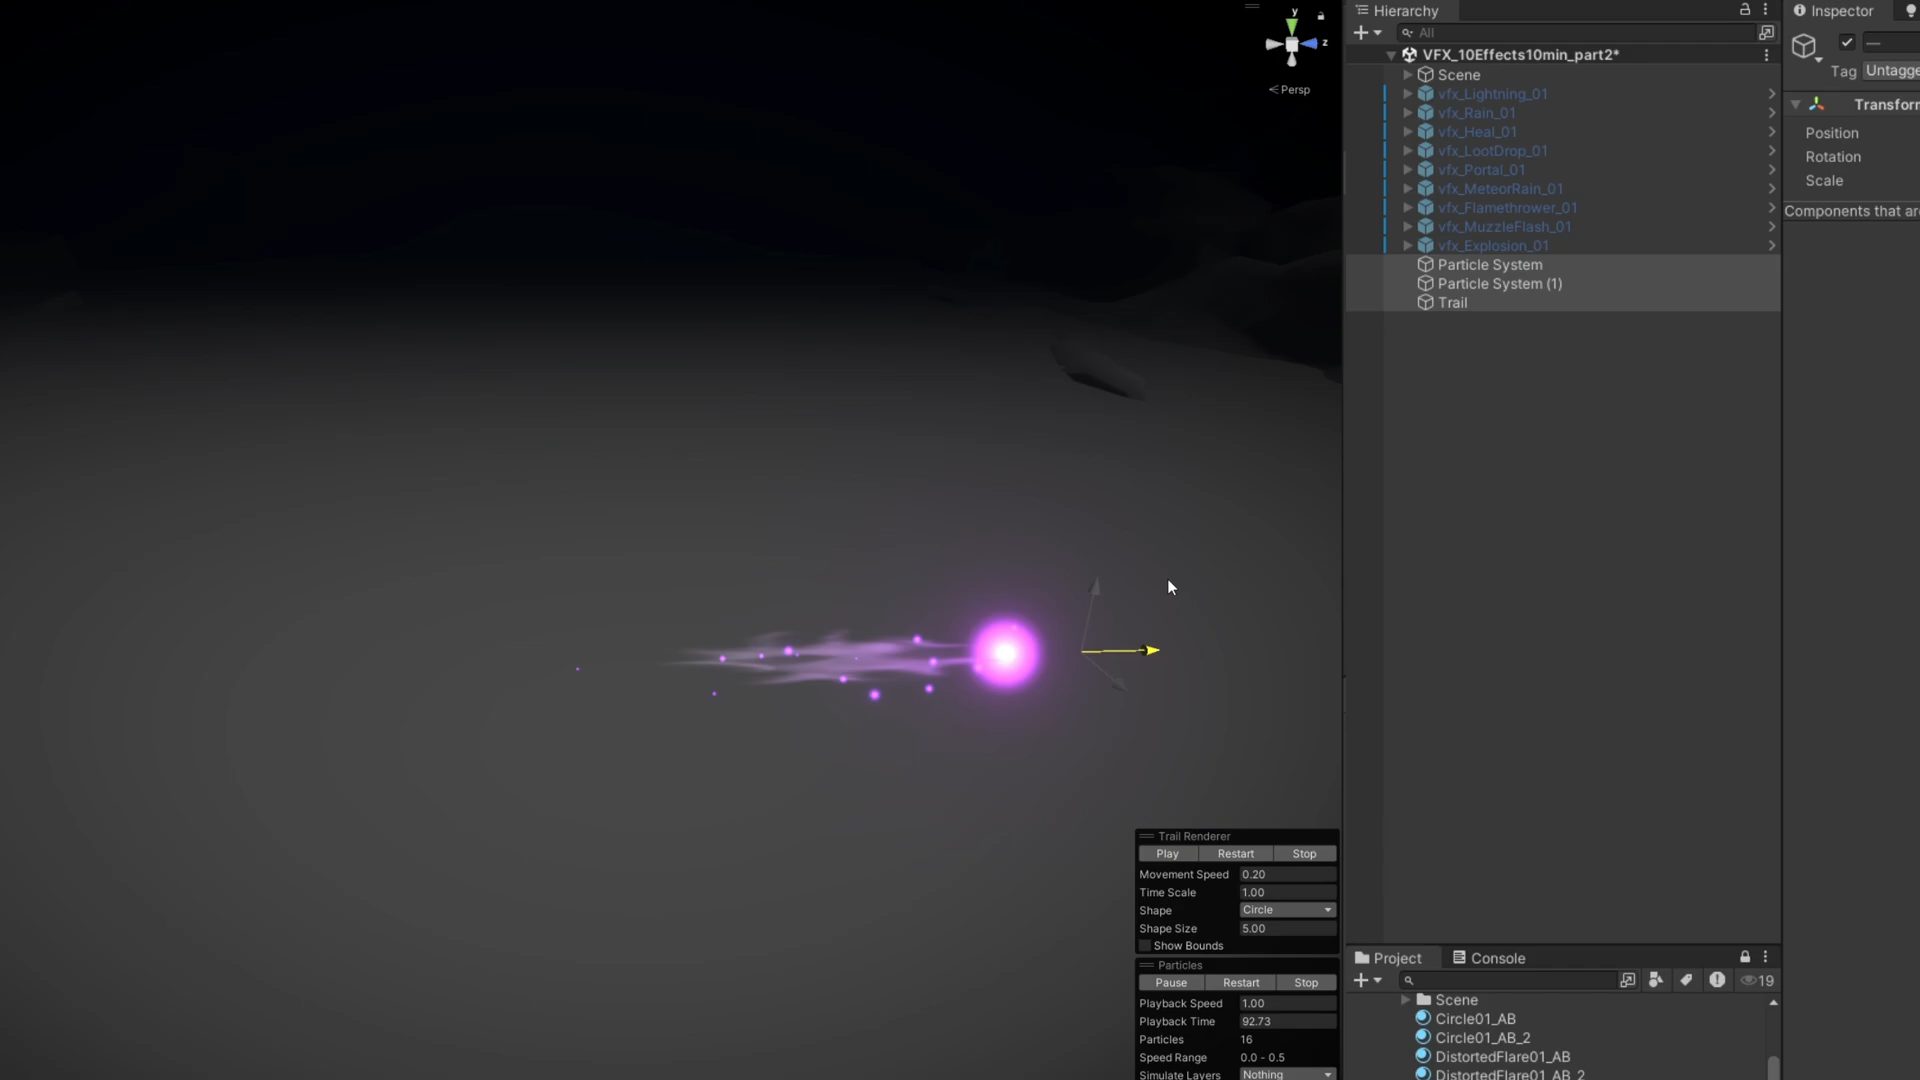 y
z
Persp
Hierarchy
All
VFX_10Effects10min_part2*
Scene
vfx_Lightning_01
vfx_Rain_01
vfx_Heal_01
vfx_LootDrop_01
vfx_Portal_01
vfx_MeteorRain_01
vfx_Flamethrower_01
vfx_MuzzleFlash_01
vfx_Explosion_01
Particle System
Particle System (1)
Trail
Inspector
Tag Untagge
Transform
Position
Rotation
Scale
Components that are
Trail Renderer
Play Restart Stop
Movement Speed 0.20
Time Scale 1.00
Shape Circle
Shape Size 5.00
Show Bounds
Particles
Pause Restart Stop
Playback Speed 1.00
Playback Time 92.73
Particles 16
Speed Range 0.0 - 0.5
Simulate Layers Nothing
Project Console
19
Scene
Circle01_AB
Circle01_AB_2
DistortedFlare01_AB
DistortedFlare01_AB_2